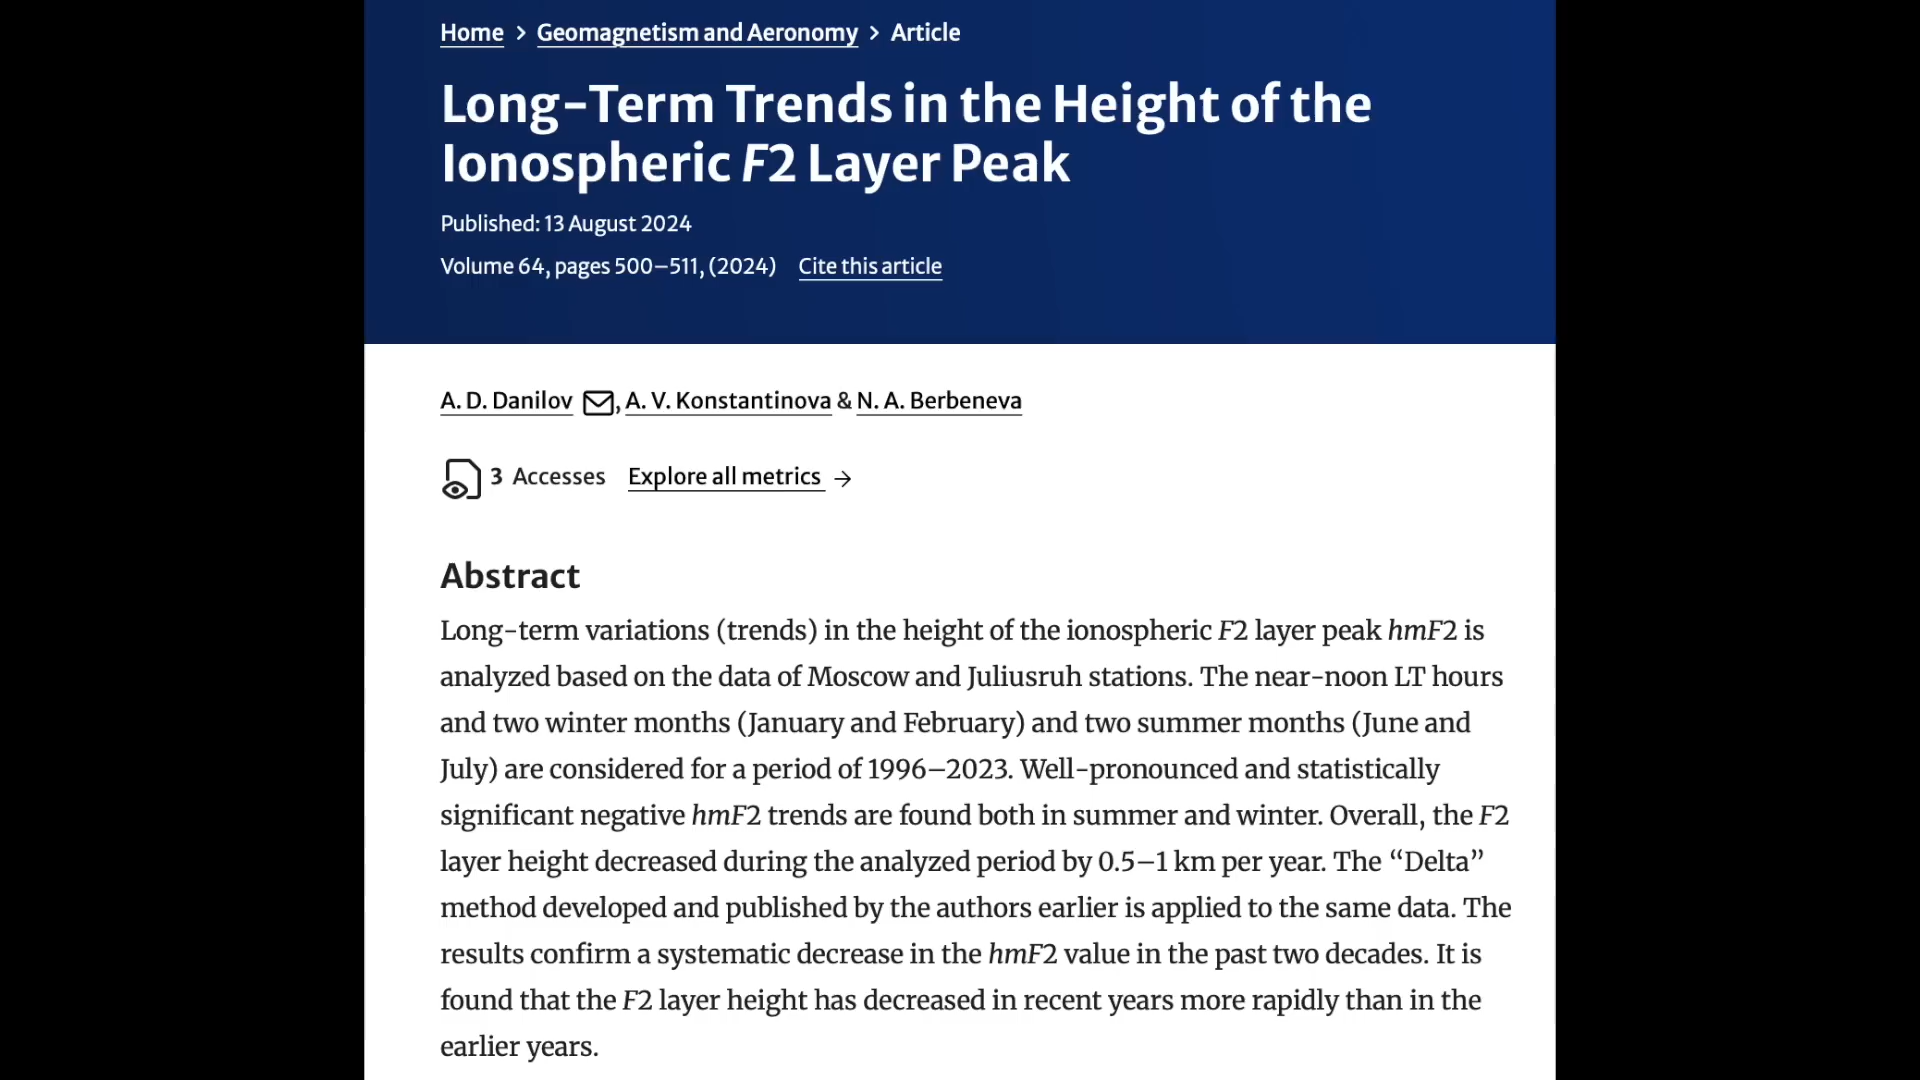 Home > Geomagnetism and Aeronomy > Article
Long-Term Trends in the Height of the
Ionospheric F2 Layer Peak
Published: 13 August 2024
Volume 64, pages 500–511, (2024) Cite this article
A. D. Danilov, A. V. Konstantinova & N. A. Berbeneva
3 Accesses Explore all metrics →
Abstract
Long-term variations (trends) in the height of the ionospheric F2 layer peak hmF2 is
analyzed based on the data of Moscow and Juliusruh stations. The near-noon LT hours
and two winter months (January and February) and two summer months (June and
July) are considered for a period of 1996–2023. Well-pronounced and statistically
significant negative hmF2 trends are found both in summer and winter. Overall, the F2
layer height decreased during the analyzed period by 0.5–1 km per year. The “Delta”
method developed and published by the authors earlier is applied to the same data. The
results confirm a systematic decrease in the hmF2 value in the past two decades. It is
found that the F2 layer height has decreased in recent years more rapidly than in the
earlier years.